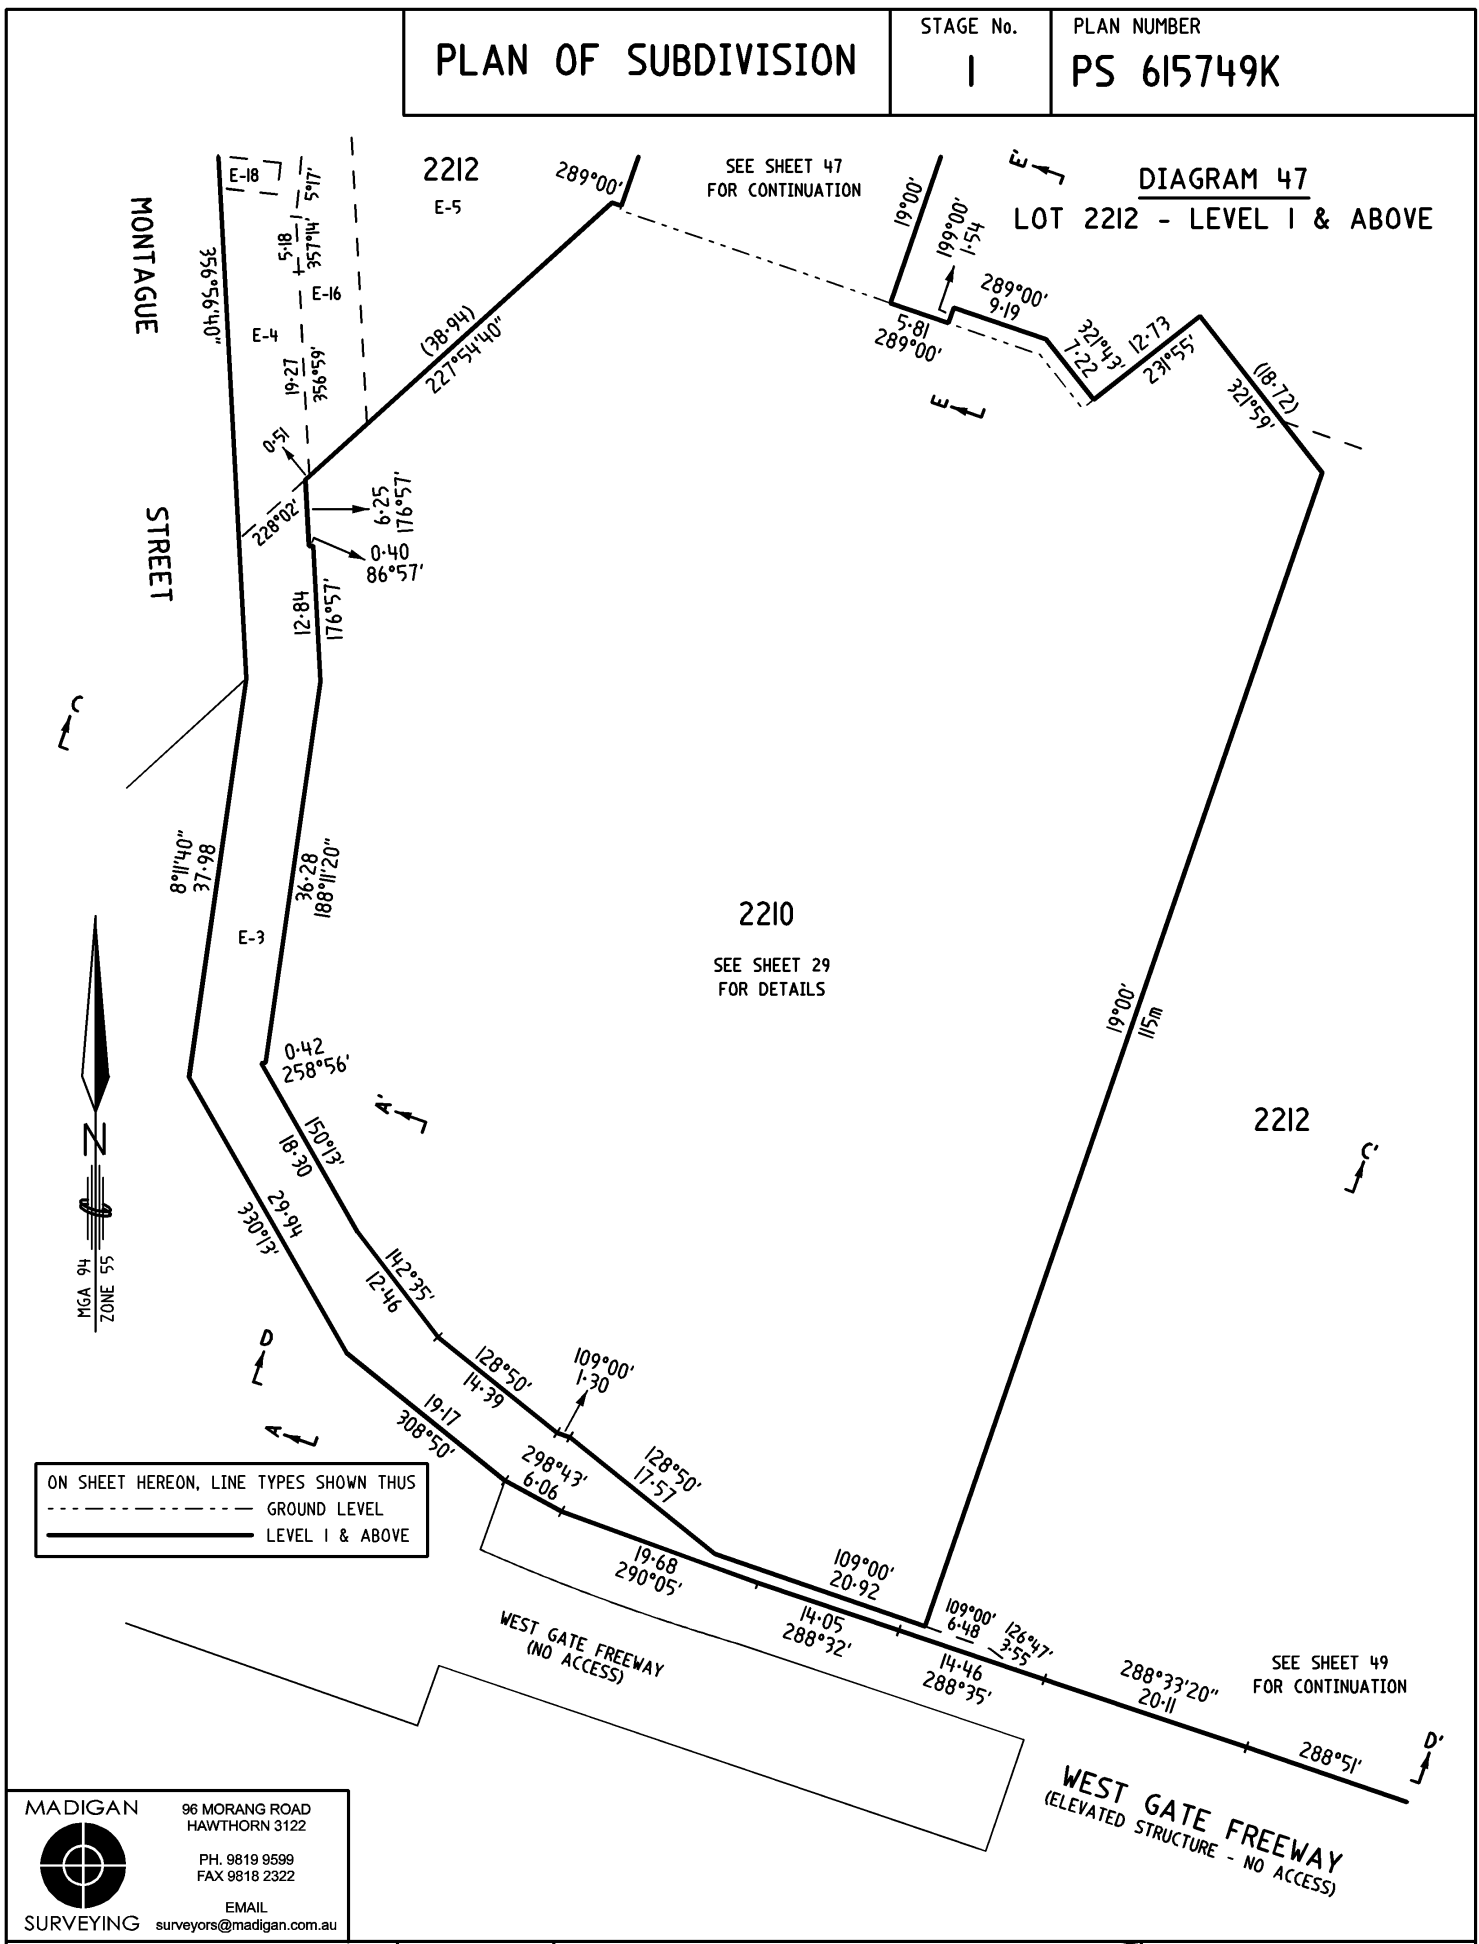 PLAN OF SUBDIVISION
STAGE No.
1
PLAN NUMBER
PS 615749K
DIAGRAM 47
LOT 2212 - LEVEL 1 & ABOVE
SEE SHEET 47
FOR CONTINUATION
2212
E-5
E-18
5°17'
5·18
357°14'
E-16
E-4
19·27
356°59'
MONTAGUE
STREET
356°56'40"
289°00'
(38·94)
227°54'40"
19°00'
199°00'
1·54
E'
289°00'
9·19
5·81
289°00'
321°43'
7·22
12·73
231°55'
(18·72)
321°59'
E
0·51
228°02'
6·25
176°57'
0·40
86°57'
12·84
176°57'
C
8°11'40"
37·98
36·28
188°11'20"
E-3
2210
SEE SHEET 29
FOR DETAILS
19°00'
115m
2212
C'
0·42
258°56'
A'
150°13'
18·30
29·94
330°13'
N
MGA 94
ZONE 55
142°35'
12·46
D
A
128°50'
14·39
109°00'
1·30
19·17
308°50'
298°43'
6·06
128°50'
17·57
19·68
290°05'
109°00'
20·92
14·05
288°32'
109°00'
6·48
126°47'
3·55
14·46
288°35'
288°33'20"
20·11
288°51'
D'
SEE SHEET 49
FOR CONTINUATION
ON SHEET HEREON, LINE TYPES SHOWN THUS
GROUND LEVEL
LEVEL 1 & ABOVE
WEST GATE FREEWAY
(NO ACCESS)
WEST GATE FREEWAY
(ELEVATED STRUCTURE - NO ACCESS)
MADIGAN
SURVEYING
96 MORANG ROAD
HAWTHORN 3122
PH. 9819 9599
FAX 9818 2322
EMAIL
surveyors@madigan.com.au